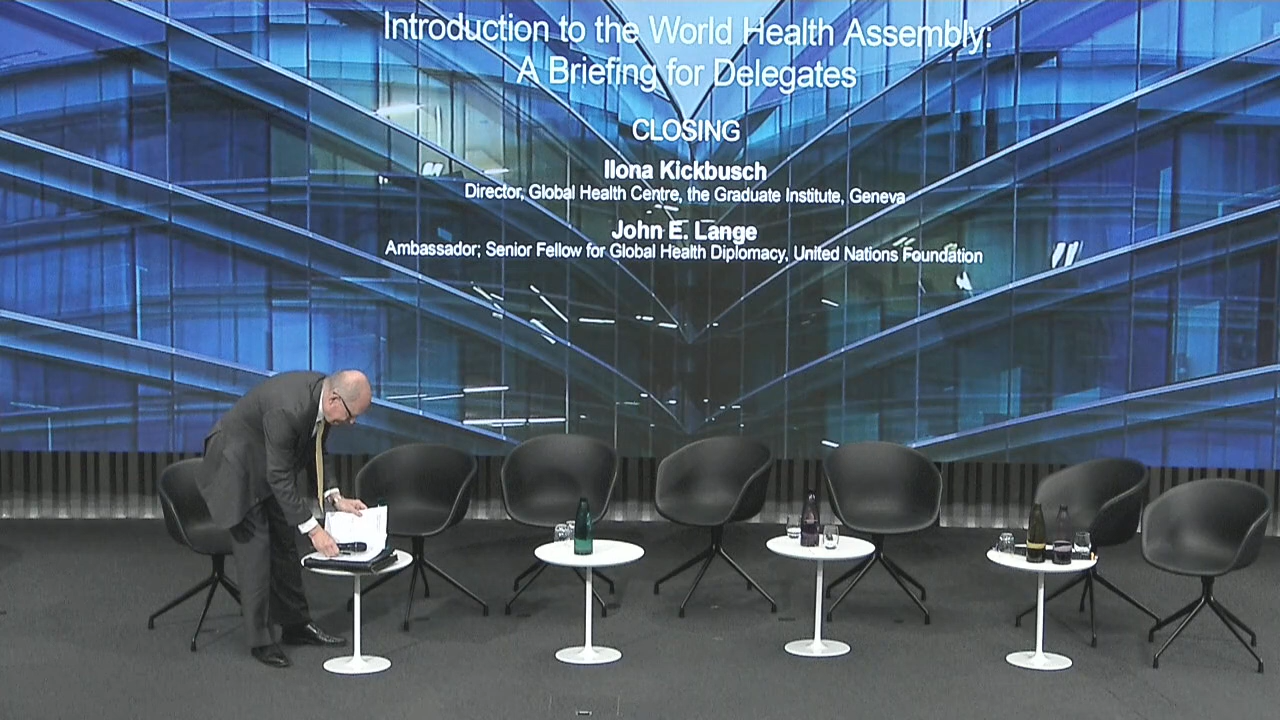 Introduction to the World Health Assembly:
A Briefing for Delegates
CLOSING
Ilona Kickbusch
Director, Global Health Centre, the Graduate Institute, Geneva
John E. Lange
Ambassador; Senior Fellow for Global Health Diplomacy, United Nations Foundation